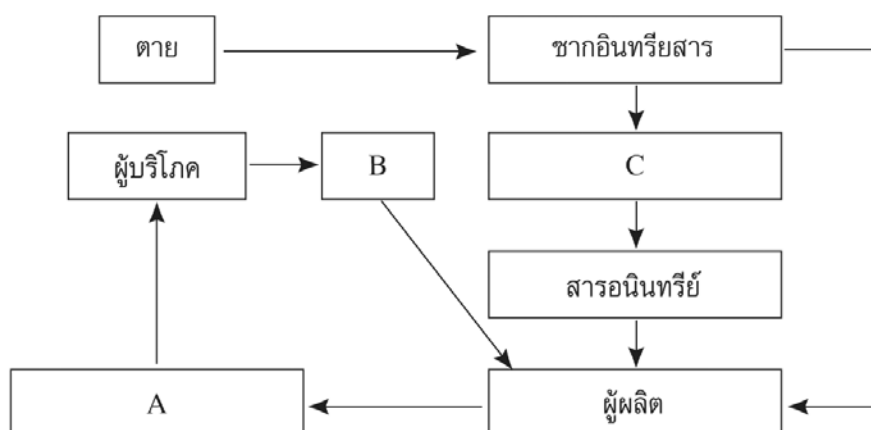 ตาย
ซากอินทรียสาร
ผู้บริโภค
B
C
สารอนินทรีย์
A
ผู้ผลิต